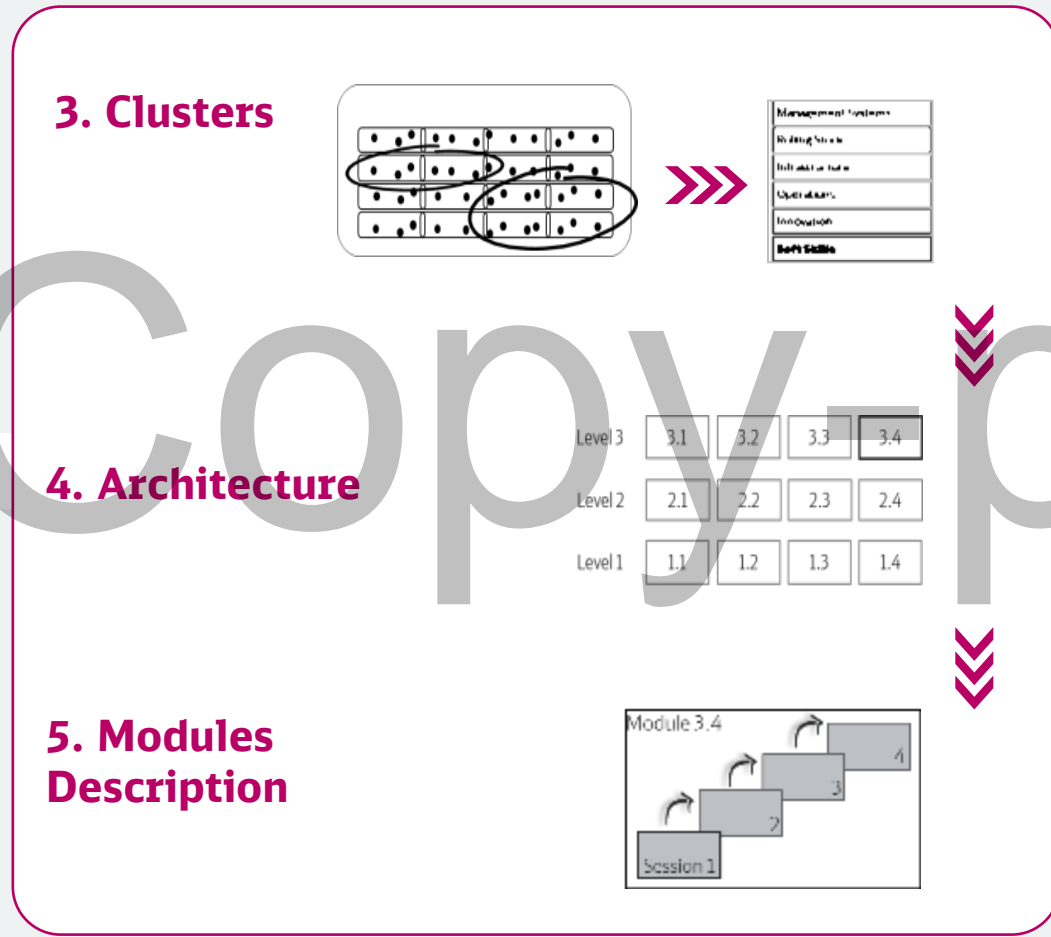 3. Clusters
Management Systems
Rolling Stock
Infrastructure
Operations
Innovation
Soft Skills
Copy-p
Level 3 3.1 3.2 3.3 3.4
4. Architecture
Level 2 2.1 2.2 2.3 2.4
Level 1 1.1 1.2 1.3 1.4
5. Modules
Description
Module 3.4
4
3
2
Session 1